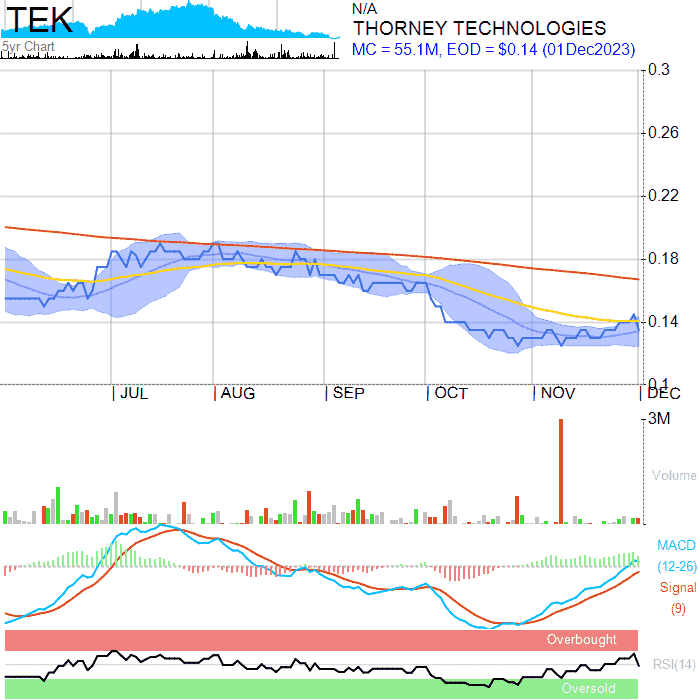 TEK
5yr Chart
N/A
THORNEY TECHNOLOGIES
MC = 55.1M, EOD = $0.14 (01Dec2023)
0.3
0.26
0.22
0.18
0.14
0.1
JUL AUG SEP OCT NOV DEC
3M
Volume
MACD
(12-26)
Signal
(9)
Overbought
RSI(14)
Oversold